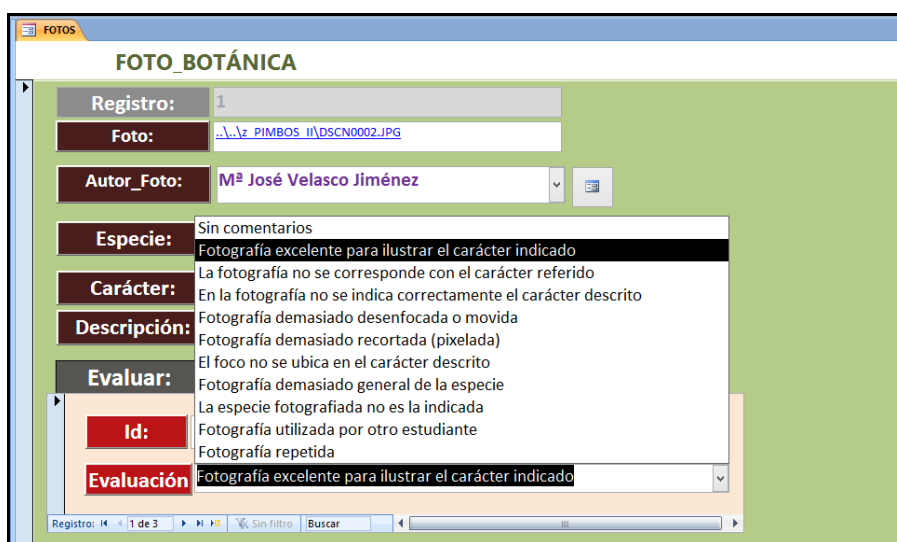 FOTOS
FOTO_BOTÁNICA
Registro:
1
Foto:
..\..\z_PIMBOS_II\DSCN0002.JPG
Autor_Foto:
Mª José Velasco Jiménez
Especie:
Sin comentarios
Fotografía excelente para ilustrar el carácter indicado
La fotografía no se corresponde con el carácter referido
Carácter:
En la fotografía no se indica correctamente el carácter descrito
Fotografía demasiado desenfocada o movida
Descripción:
Fotografía demasiado recortada (pixelada)
El foco no se ubica en el carácter descrito
Evaluar:
Fotografía demasiado general de la especie
La especie fotografiada no es la indicada
Id:
Fotografía utilizada por otro estudiante
Fotografía repetida
Evaluación
Fotografía excelente para ilustrar el carácter indicado
Registro: 1 de 3 Sin filtro Buscar